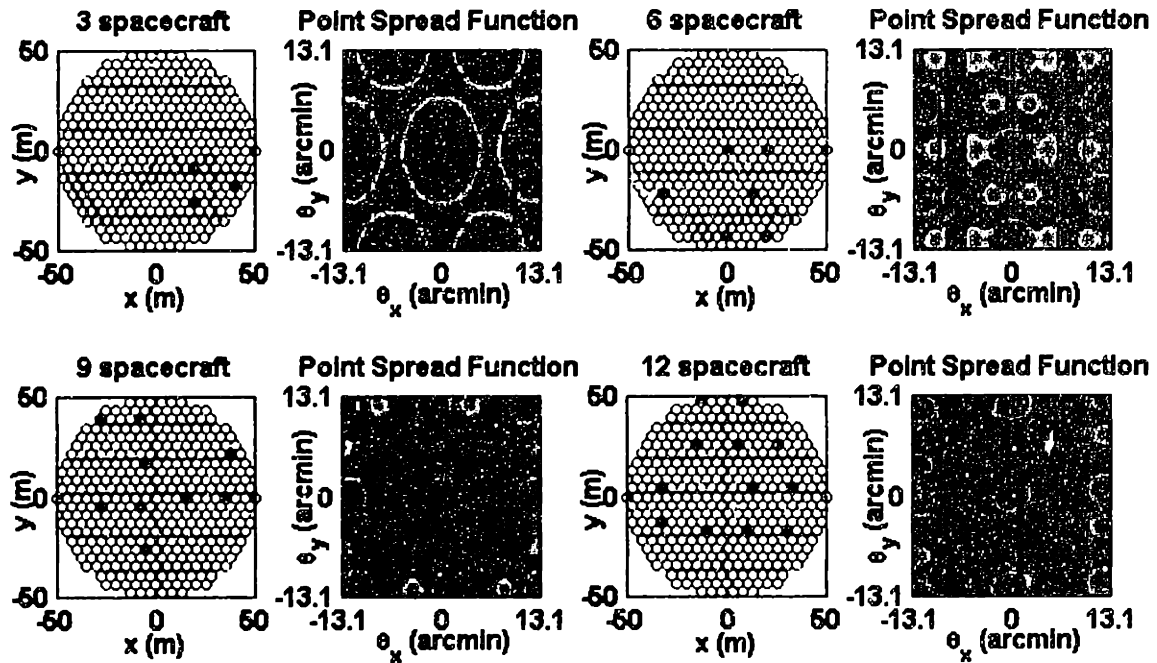 3 spacecraft
Point Spread Function
6 spacecraft
Point Spread Function
50
0
-50
y (m)
-50 0 50
x (m)
13.1
0
-13.1
θy (arcmin)
-13.1 0 13.1
θx (arcmin)
50
0
-50
y (m)
-50 0 50
x (m)
13.1
0
-13.1
θy (arcmin)
-13.1 0 13.1
θx (arcmin)
9 spacecraft
Point Spread Function
12 spacecraft
Point Spread Function
50
0
-50
y (m)
-50 0 50
x (m)
13.1
0
-13.1
θy (arcmin)
-13.1 0 13.1
θx (arcmin)
50
0
-50
y (m)
-50 0 50
x (m)
13.1
0
-13.1
θy (arcmin)
-13.1 0 13.1
θx (arcmin)